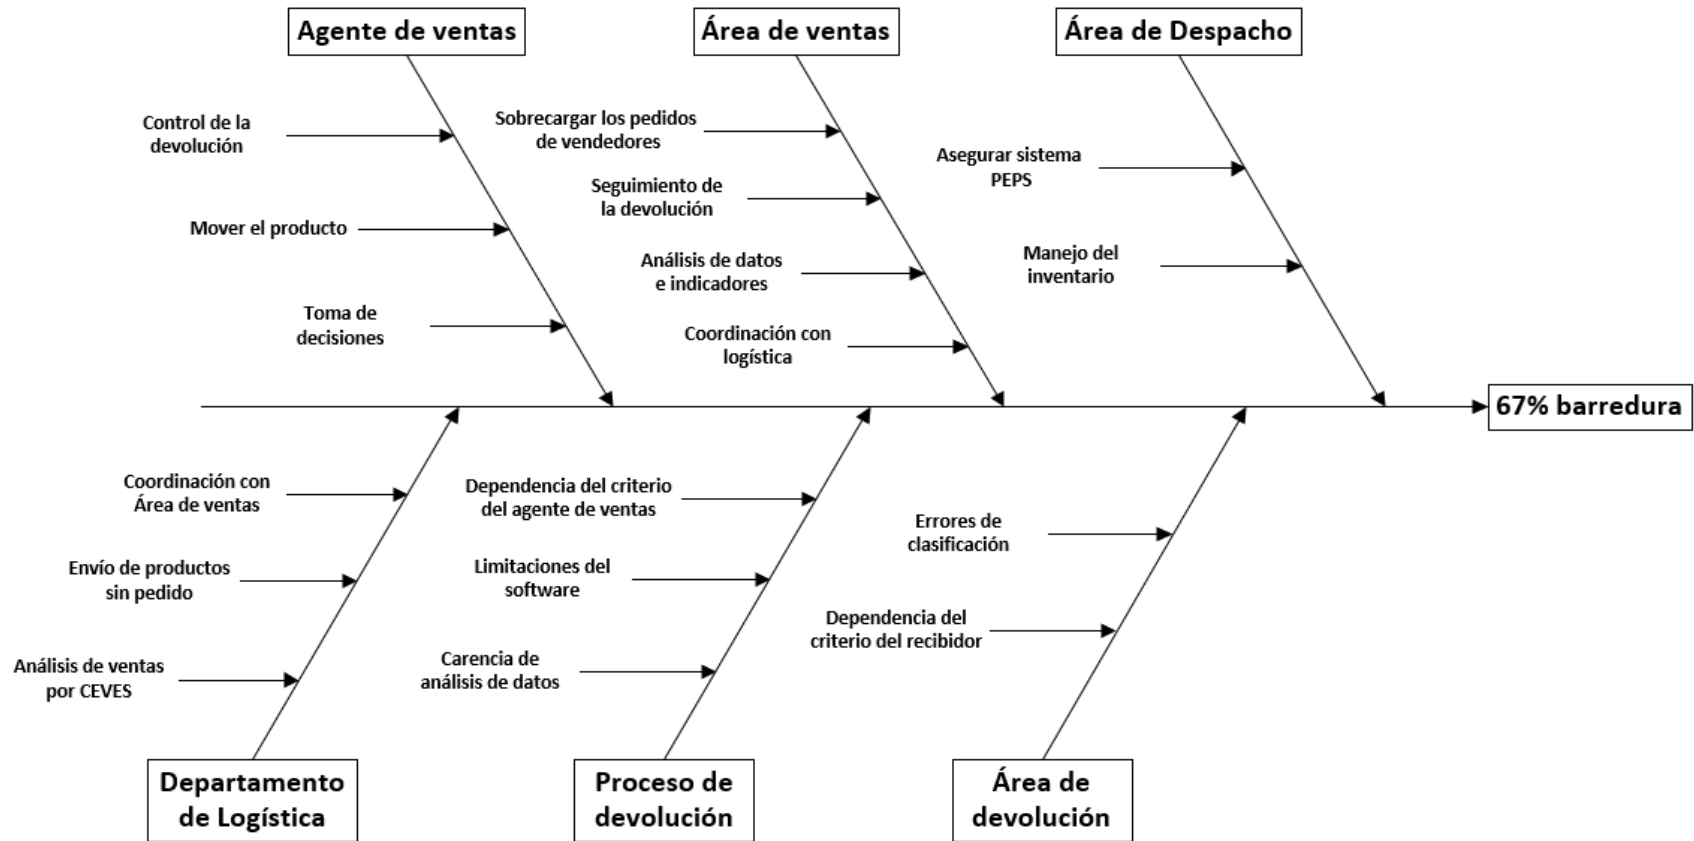 Agente de ventas
Área de ventas
Área de Despacho
Control de la
devolución
Mover el producto
Toma de
decisiones
Sobrecargar los pedidos
de vendedores
Seguimiento de
la devolución
Análisis de datos
e indicadores
Coordinación con
logística
Asegurar sistema
PEPS
Manejo del
inventario
67% barredura
Coordinación con
Área de ventas
Envío de productos
sin pedido
Análisis de ventas
por CEVES
Dependencia del criterio
del agente de ventas
Limitaciones del
software
Carencia de
análisis de datos
Errores de
clasificación
Dependencia del
criterio del recibidor
Departamento
de Logística
Proceso de
devolución
Área de
devolución